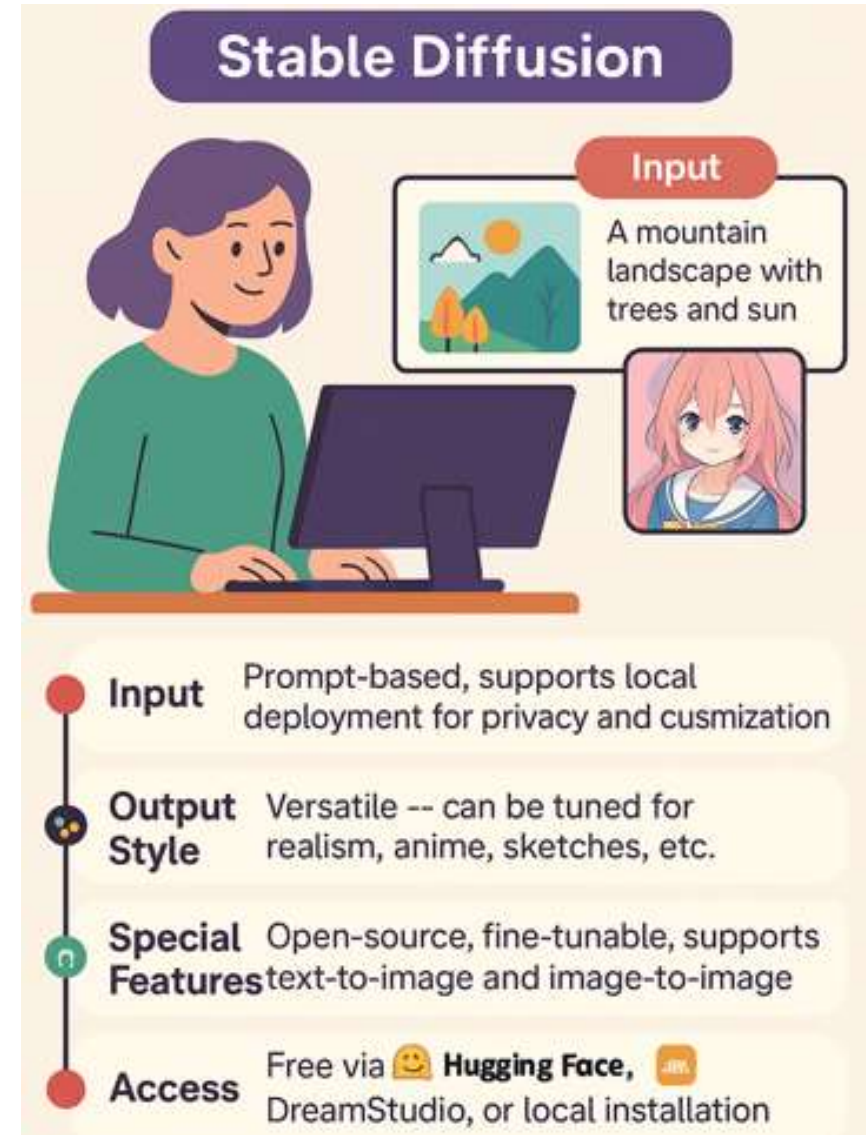 Stable Diffusion
Input
A mountain
landscape with
trees and sun
Input
Prompt-based, supports local
deployment for privacy and cusmization
Output
Style
Versatile -- can be tuned for
realism, anime, sketches, etc.
Special
Features
Open-source, fine-tunable, supports
text-to-image and image-to-image
Access
Free via 🤗 Hugging Face,
DreamStudio, or local installation